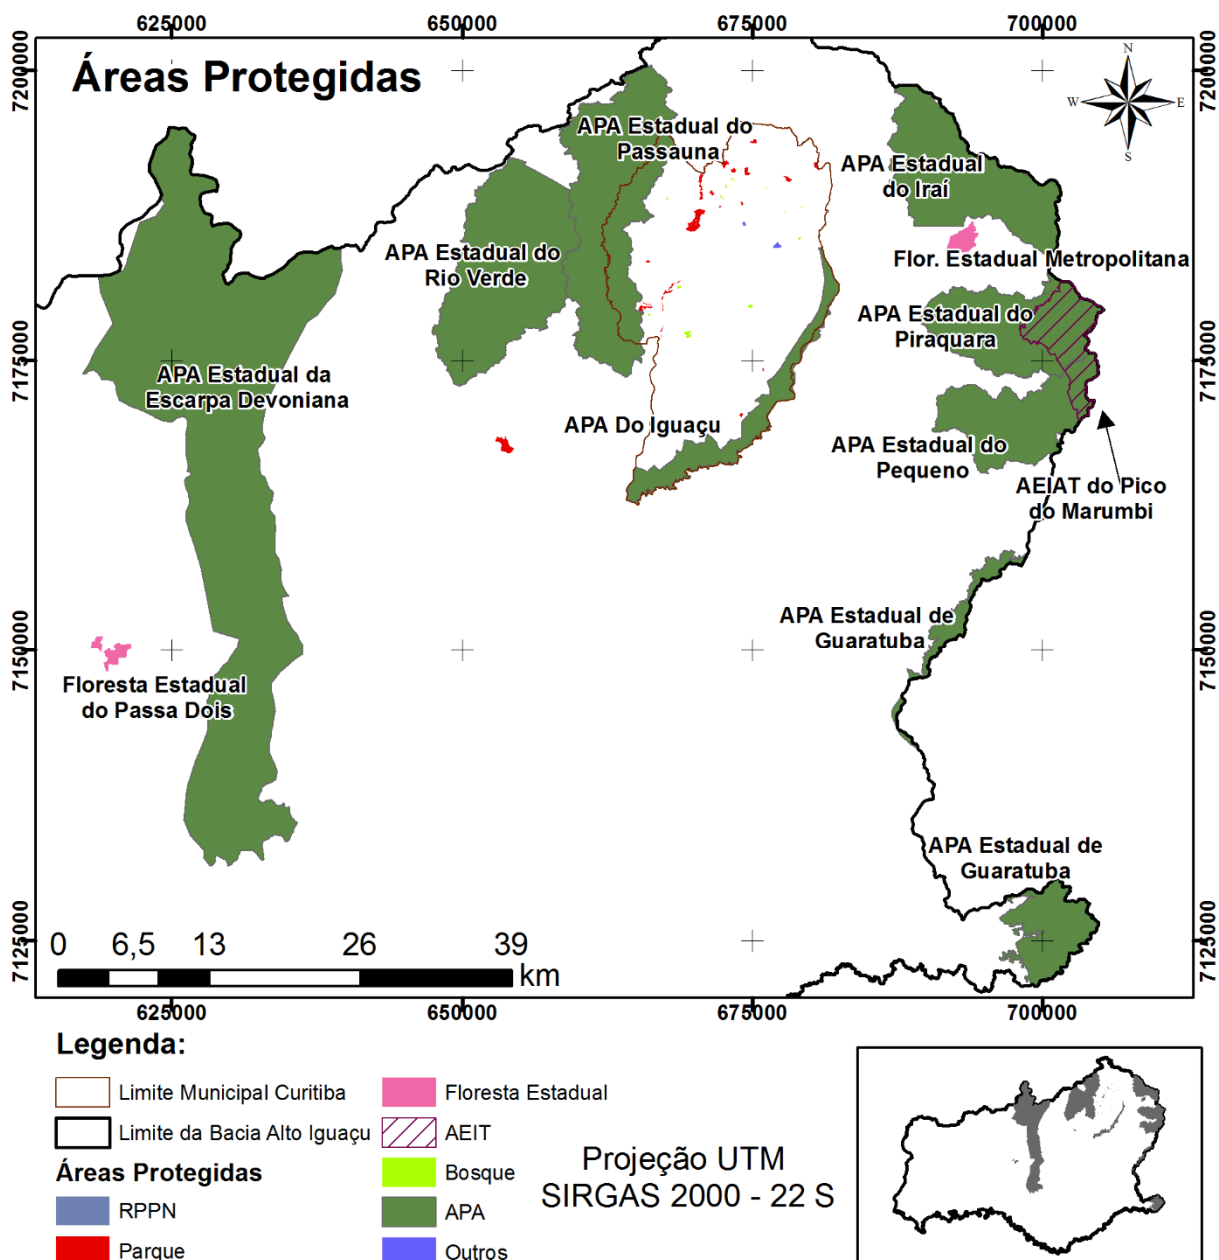 625000 650000 675000 700000
7200000 7200000
Áreas Protegidas
N
W E
S
APA Estadual do
Passauna
APA Estadual
do Iraí
APA Estadual do
Rio Verde
Flor. Estadual Metropolitana
APA Estadual do
Piraquara
7175000 7175000
APA Estadual da
Escarpa Devoniana
APA Do Iguaçu
APA Estadual do
Pequeno
AEIAT do Pico
do Marumbi
APA Estadual de
Guaratuba
7150000 7150000
Floresta Estadual
do Passa Dois
APA Estadual de
Guaratuba
7125000 7125000
0 6,5 13 26 39
km
625000 650000 675000 700000
Legenda:
Limite Municipal Curitiba
Limite da Bacia Alto Iguaçu
Áreas Protegidas
RPPN
Parque
Floresta Estadual
AEIT
Bosque
APA
Outros
Projeção UTM
SIRGAS 2000 - 22 S